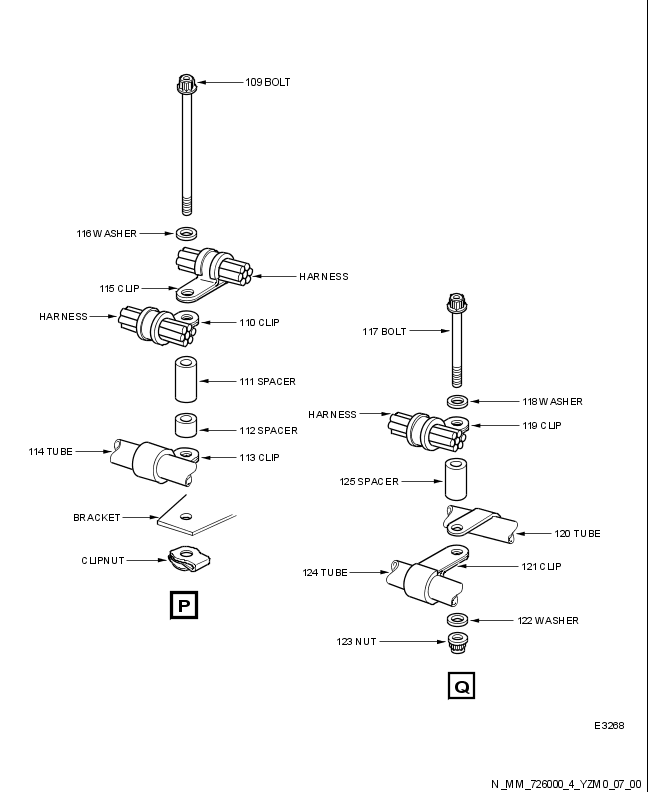 109 BOLT
116 WASHER
HARNESS
115 CLIP
HARNESS
110 CLIP
111 SPACER
112 SPACER
114 TUBE
113 CLIP
BRACKET
CLIPNUT
P
117 BOLT
118 WASHER
HARNESS
119 CLIP
125 SPACER
120 TUBE
121 CLIP
124 TUBE
122 WASHER
123 NUT
Q
E3268
N_MM_726000_4_YZM0_07_00